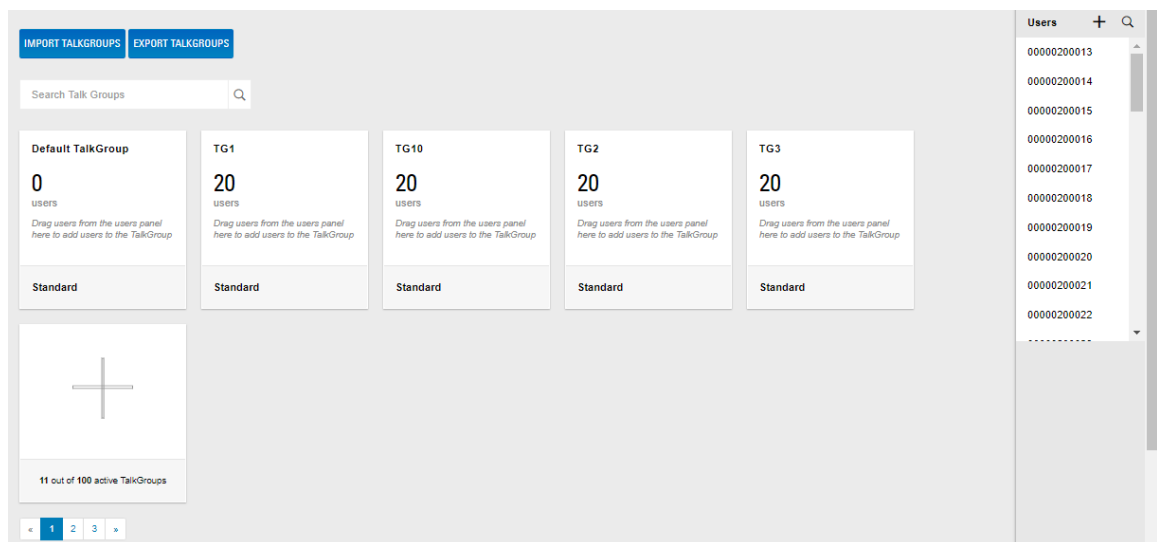 IMPORT TALKGROUPS EXPORT TALKGROUPS
Search Talk Groups
Default TalkGroup
0
users
Drag users from the users panel
here to add users to the TalkGroup
Standard
TG1
20
users
Drag users from the users panel
here to add users to the TalkGroup
Standard
TG10
20
users
Drag users from the users panel
here to add users to the TalkGroup
Standard
TG2
20
users
Drag users from the users panel
here to add users to the TalkGroup
Standard
TG3
20
users
Drag users from the users panel
here to add users to the TalkGroup
Standard
11 out of 100 active TalkGroups
« 1 2 3 »
Users
00000200013
00000200014
00000200015
00000200016
00000200017
00000200018
00000200019
00000200020
00000200021
00000200022